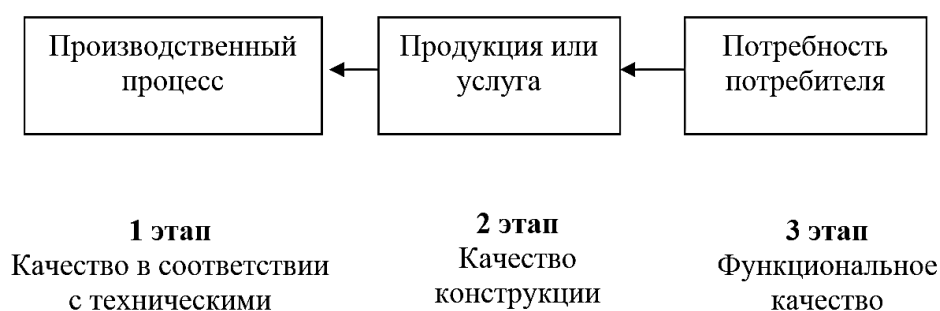 Производственный
процесс
Продукция или
услуга
Потребность
потребителя
1 этап
Качество в соответствии
с техническими
2 этап
Качество
конструкции
3 этап
Функциональное
качество